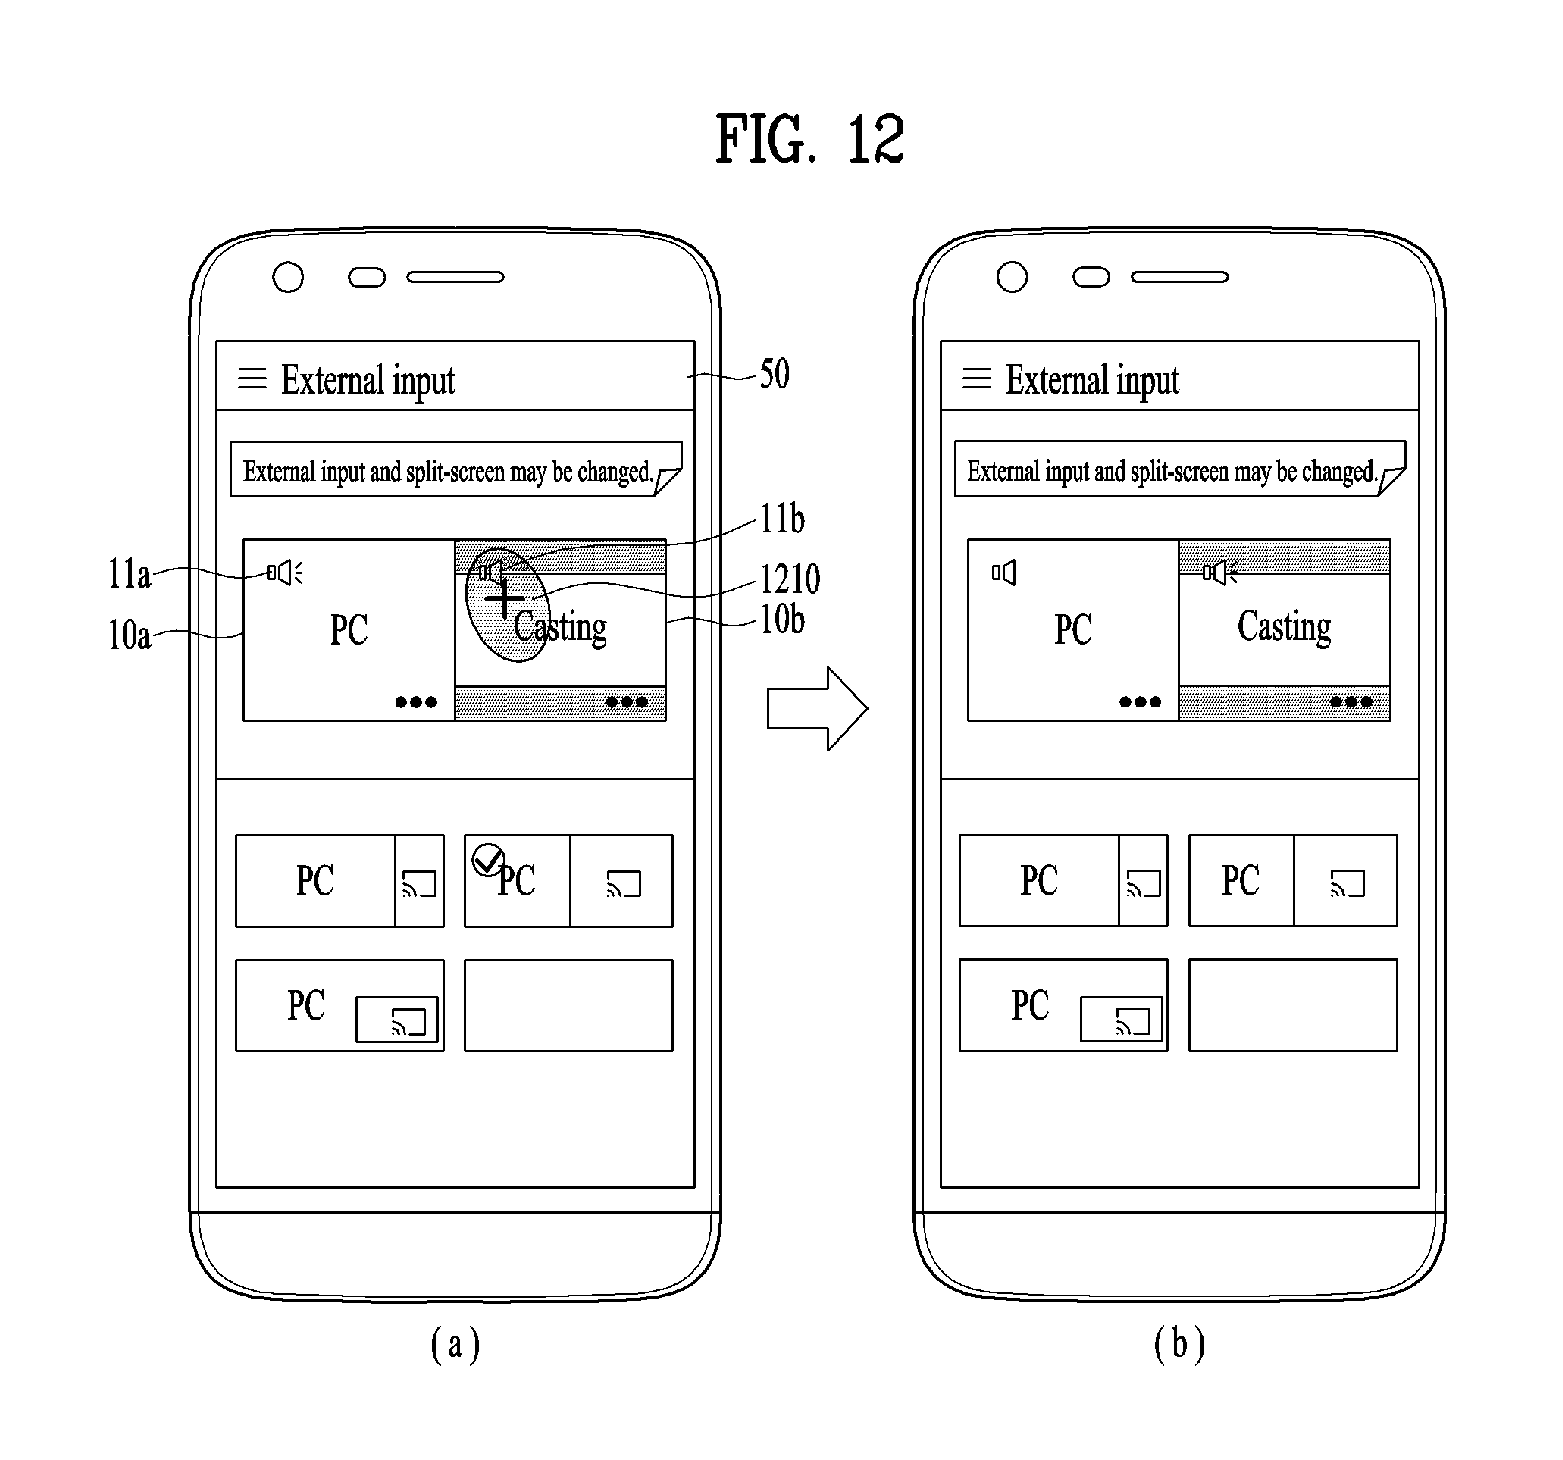 FIG. 12
External input
50
External input and split-screen may be changed.
11a
11b
1210
10a
10b
PC
Casting
PC
PC
PC
(a)
External input
External input and split-screen may be changed.
PC
Casting
PC
PC
PC
(b)